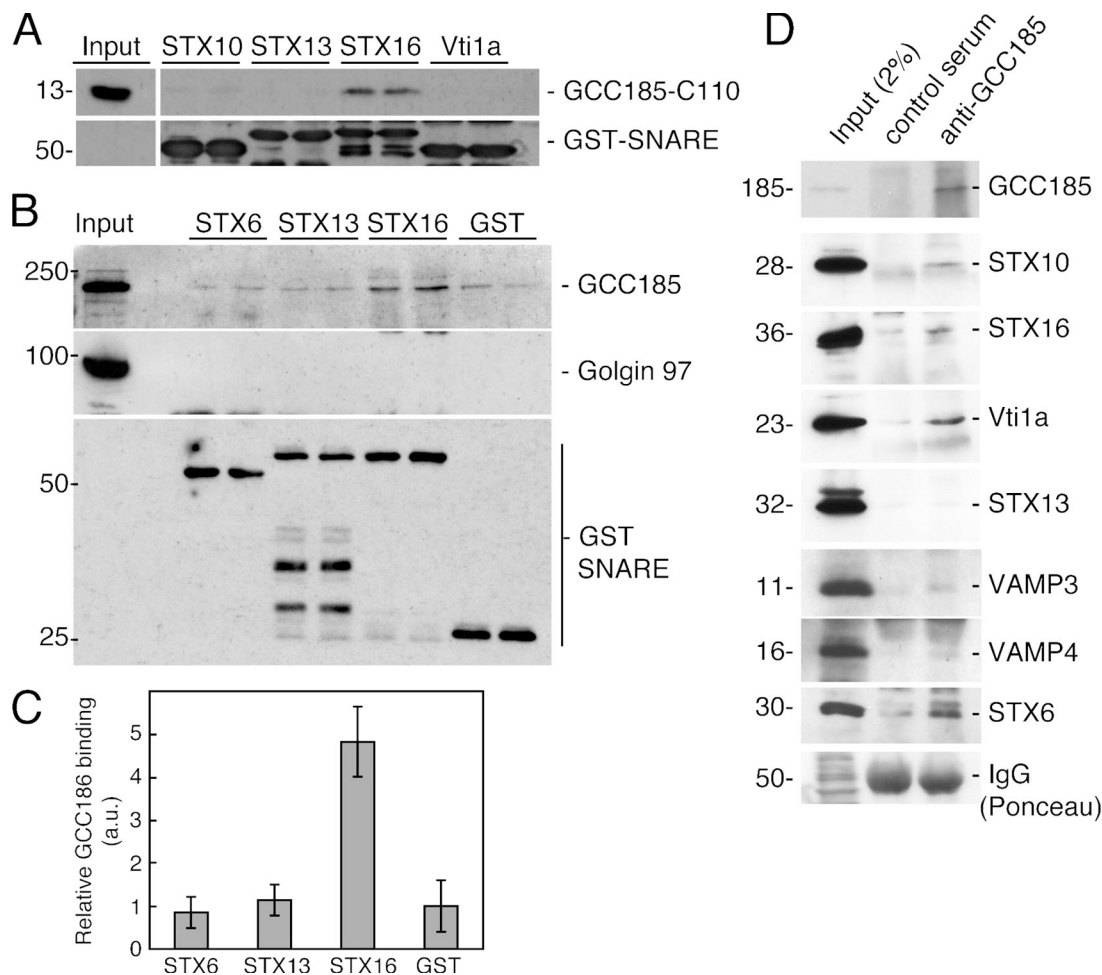 A
Input STX10 STX13 STX16 Vti1a
13- - GCC185-C110
50- - GST-SNARE
B
Input STX6 STX13 STX16 GST
250- - GCC185
100- - Golgin 97
50-
- GST
SNARE
25-
C
Relative GCC186 binding
(a.u.)
5
4
3
2
1
0
STX6 STX13 STX16 GST
D
Input (2%) control serum anti-GCC185
185- - GCC185
28- - STX10
36- - STX16
23- - Vti1a
32- - STX13
11- - VAMP3
16- - VAMP4
30- - STX6
50- - IgG
(Ponceau)